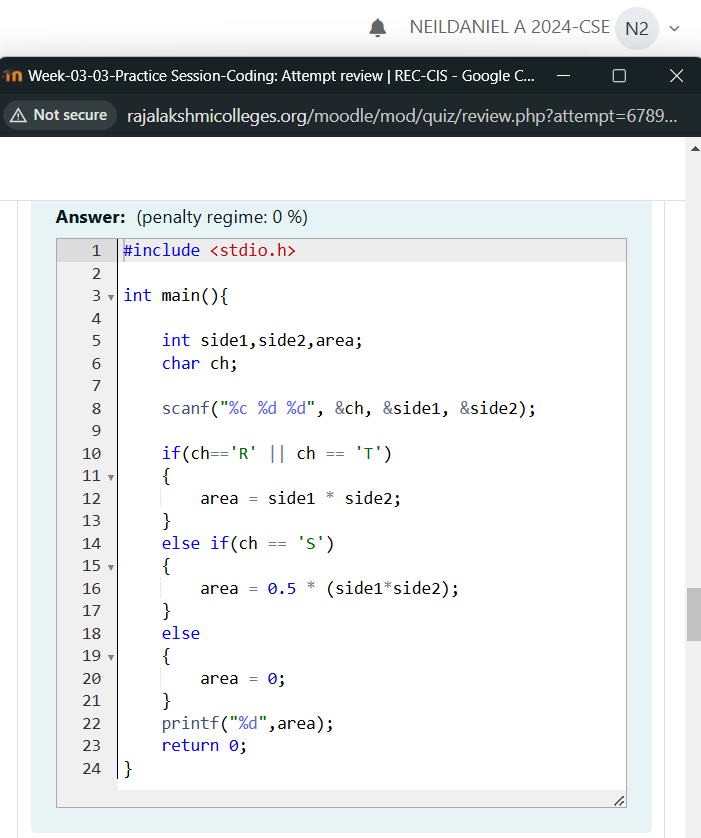 NEILDANIEL A 2024-CSE N2
Week-03-03-Practice Session-Coding: Attempt review | REC-CIS - Google C...
Not secure rajalakshmicolleges.org/moodle/mod/quiz/review.php?attempt=6789...
Answer: (penalty regime: 0 %)
1 #include <stdio.h>
2
3 int main(){
4
5 int side1,side2,area;
6 char ch;
7
8 scanf("%c %d %d", &ch, &side1, &side2);
9
10 if(ch=='R' || ch == 'T')
11 {
12 area = side1 * side2;
13 }
14 else if(ch == 'S')
15 {
16 area = 0.5 * (side1*side2);
17 }
18 else
19 {
20 area = 0;
21 }
22 printf("%d",area);
23 return 0;
24 }